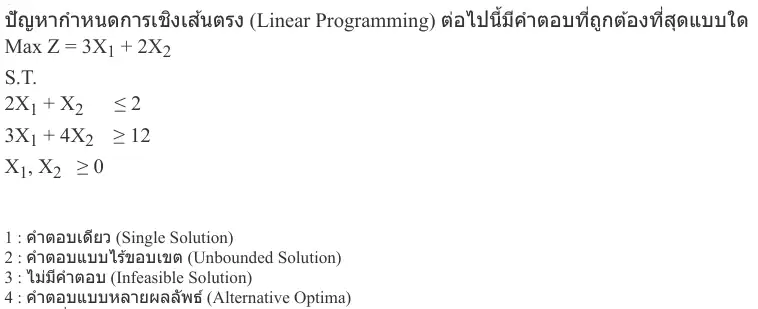 ปัญหากำหนดการเชิงเส้นตรง (Linear Programming) ต่อไปนี้มีคำตอบที่ถูกต้องที่สุดแบบใด
Max Z = 3X₁ + 2X₂
S.T.
2X₁ + X₂ ≤ 2
3X₁ + 4X₂ ≥ 12
X₁, X₂ ≥ 0
1 : คำตอบเดียว (Single Solution)
2 : คำตอบแบบไร้ขอบเขต (Unbounded Solution)
3 : ไม่มีคำตอบ (Infeasible Solution)
4 : คำตอบแบบหลายผลลัพธ์ (Alternative Optima)